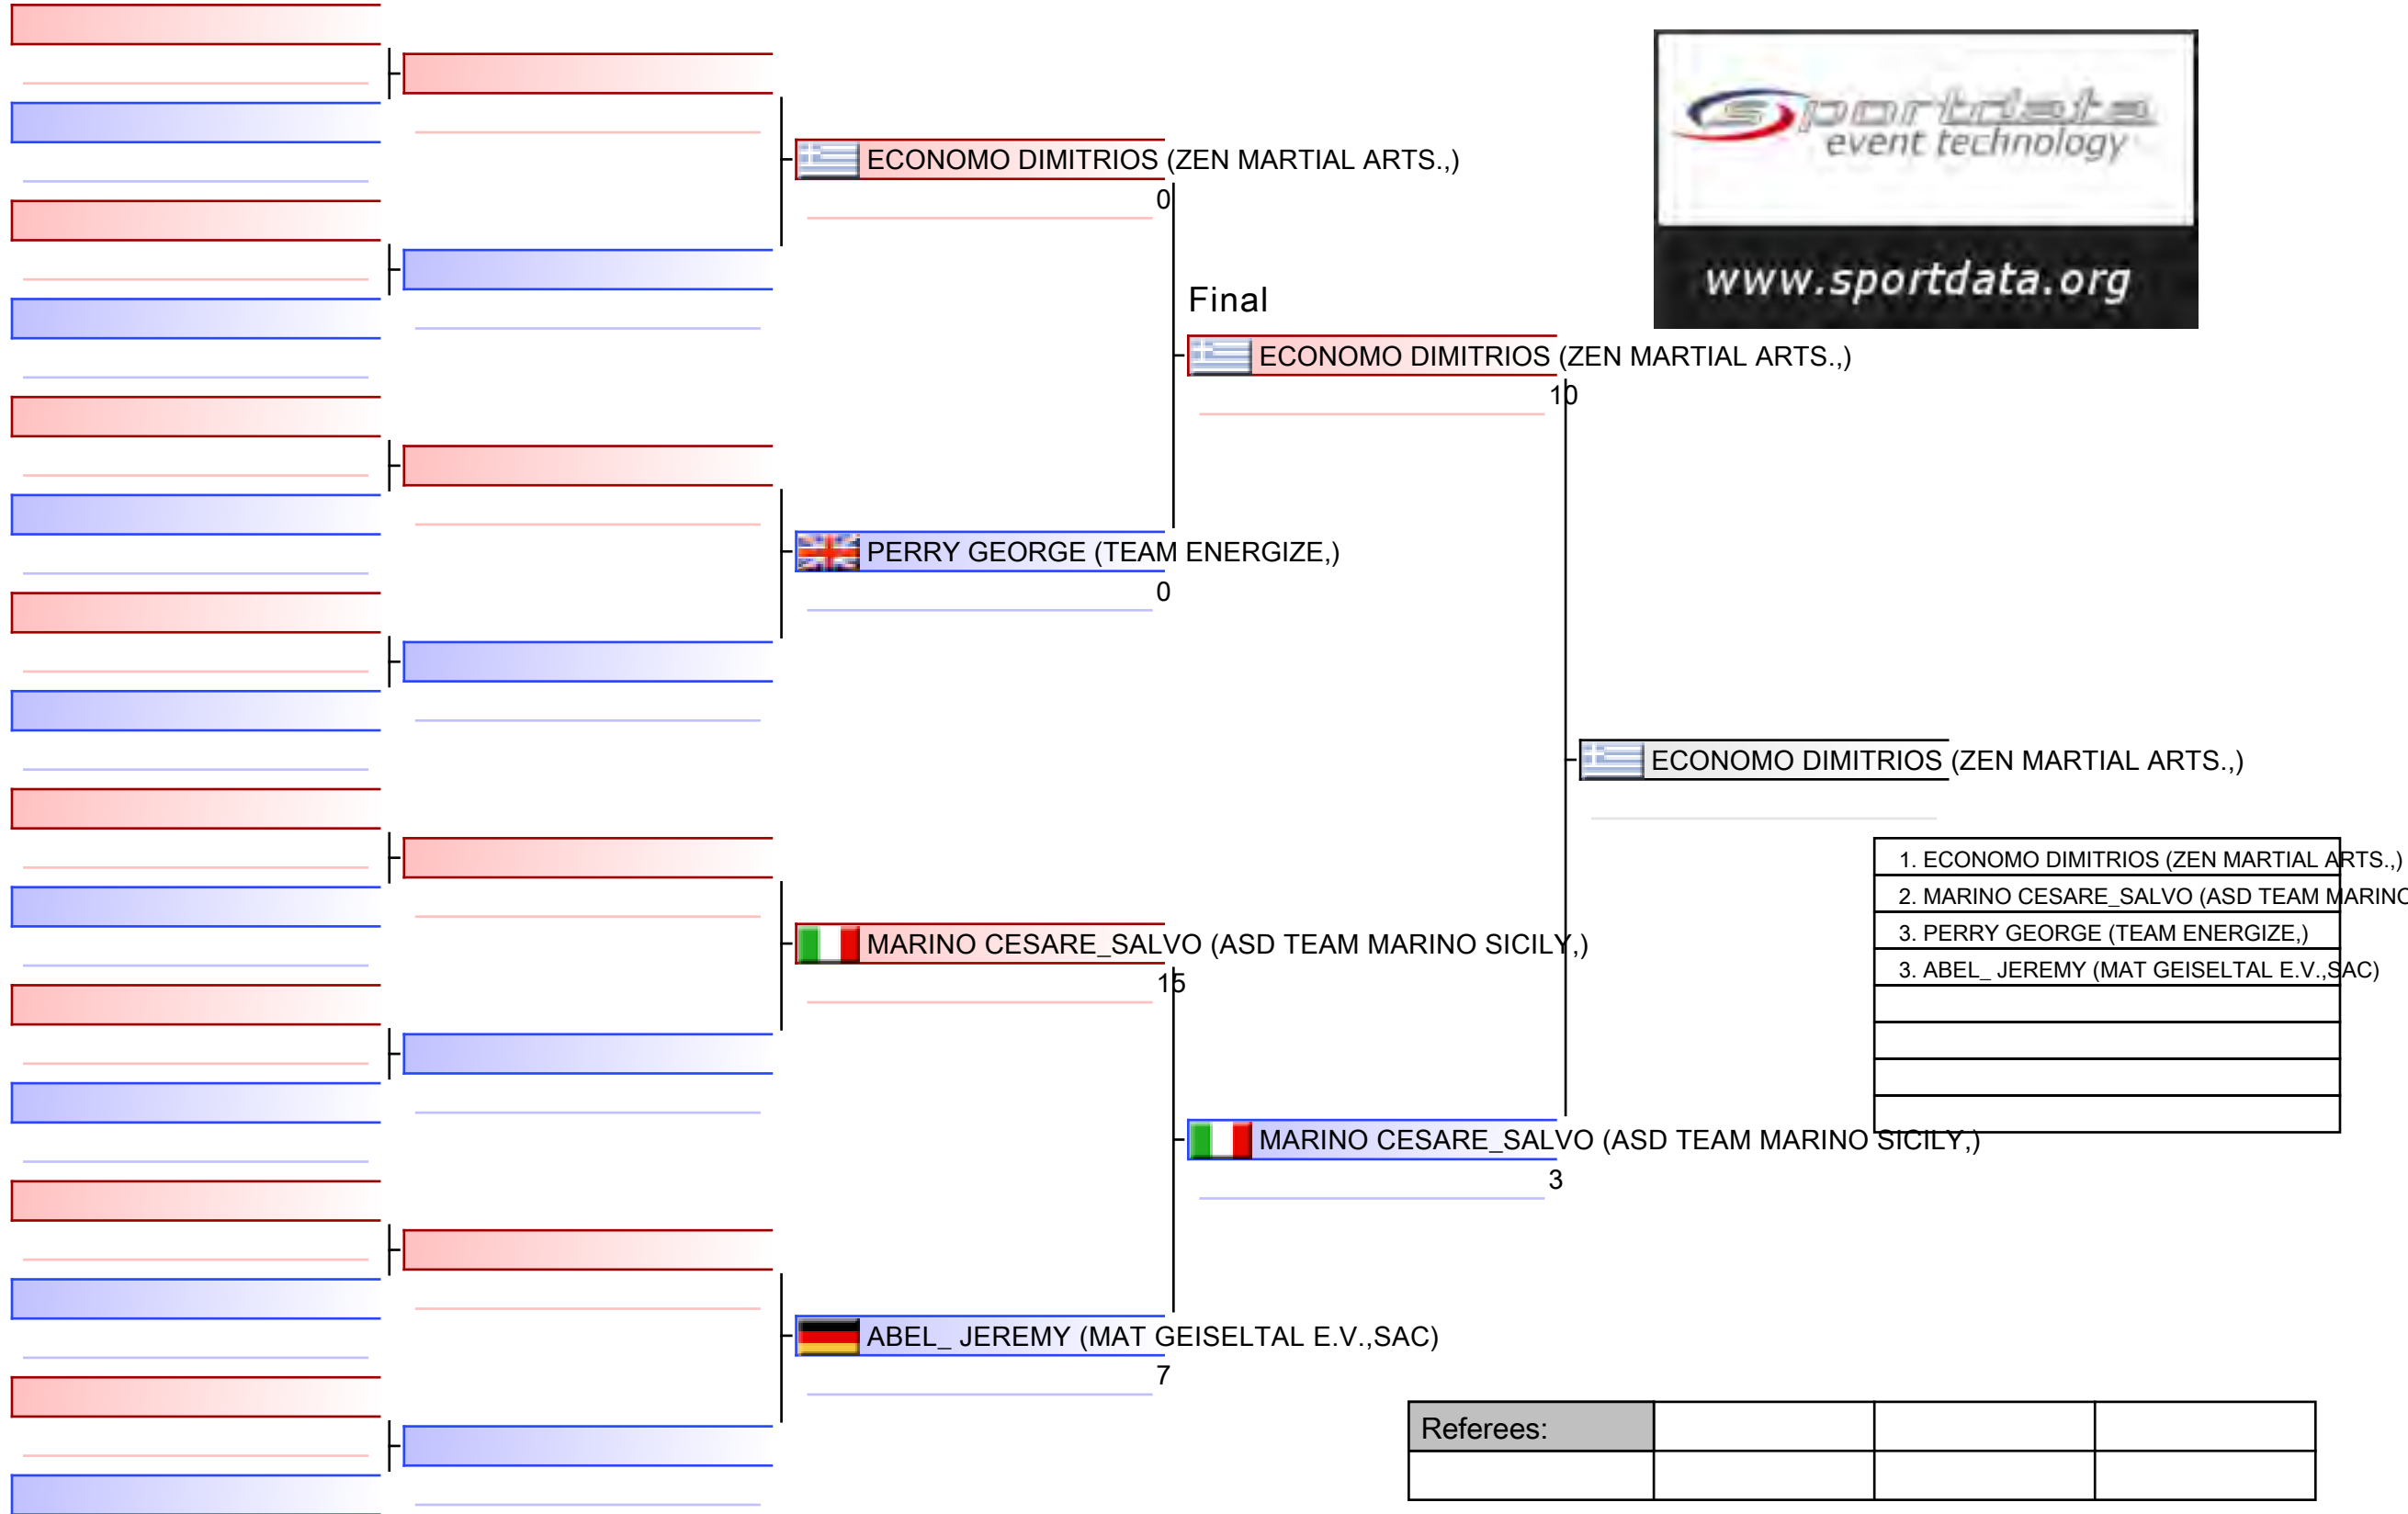 sportdata
event technology
www.sportdata.org
ECONOMO DIMITRIOS (ZEN MARTIAL ARTS.,)
0
Final
ECONOMO DIMITRIOS (ZEN MARTIAL ARTS.,)
10
PERRY GEORGE (TEAM ENERGIZE,)
0
ECONOMO DIMITRIOS (ZEN MARTIAL ARTS.,)
1. ECONOMO DIMITRIOS (ZEN MARTIAL ARTS.,)
2. MARINO CESARE_SALVO (ASD TEAM MARINO
3. PERRY GEORGE (TEAM ENERGIZE,)
3. ABEL_ JEREMY (MAT GEISELTAL E.V.,SAC)
MARINO CESARE_SALVO (ASD TEAM MARINO SICILY,)
15
MARINO CESARE_SALVO (ASD TEAM MARINO SICILY,)
3
ABEL_ JEREMY (MAT GEISELTAL E.V.,SAC)
7
Referees: